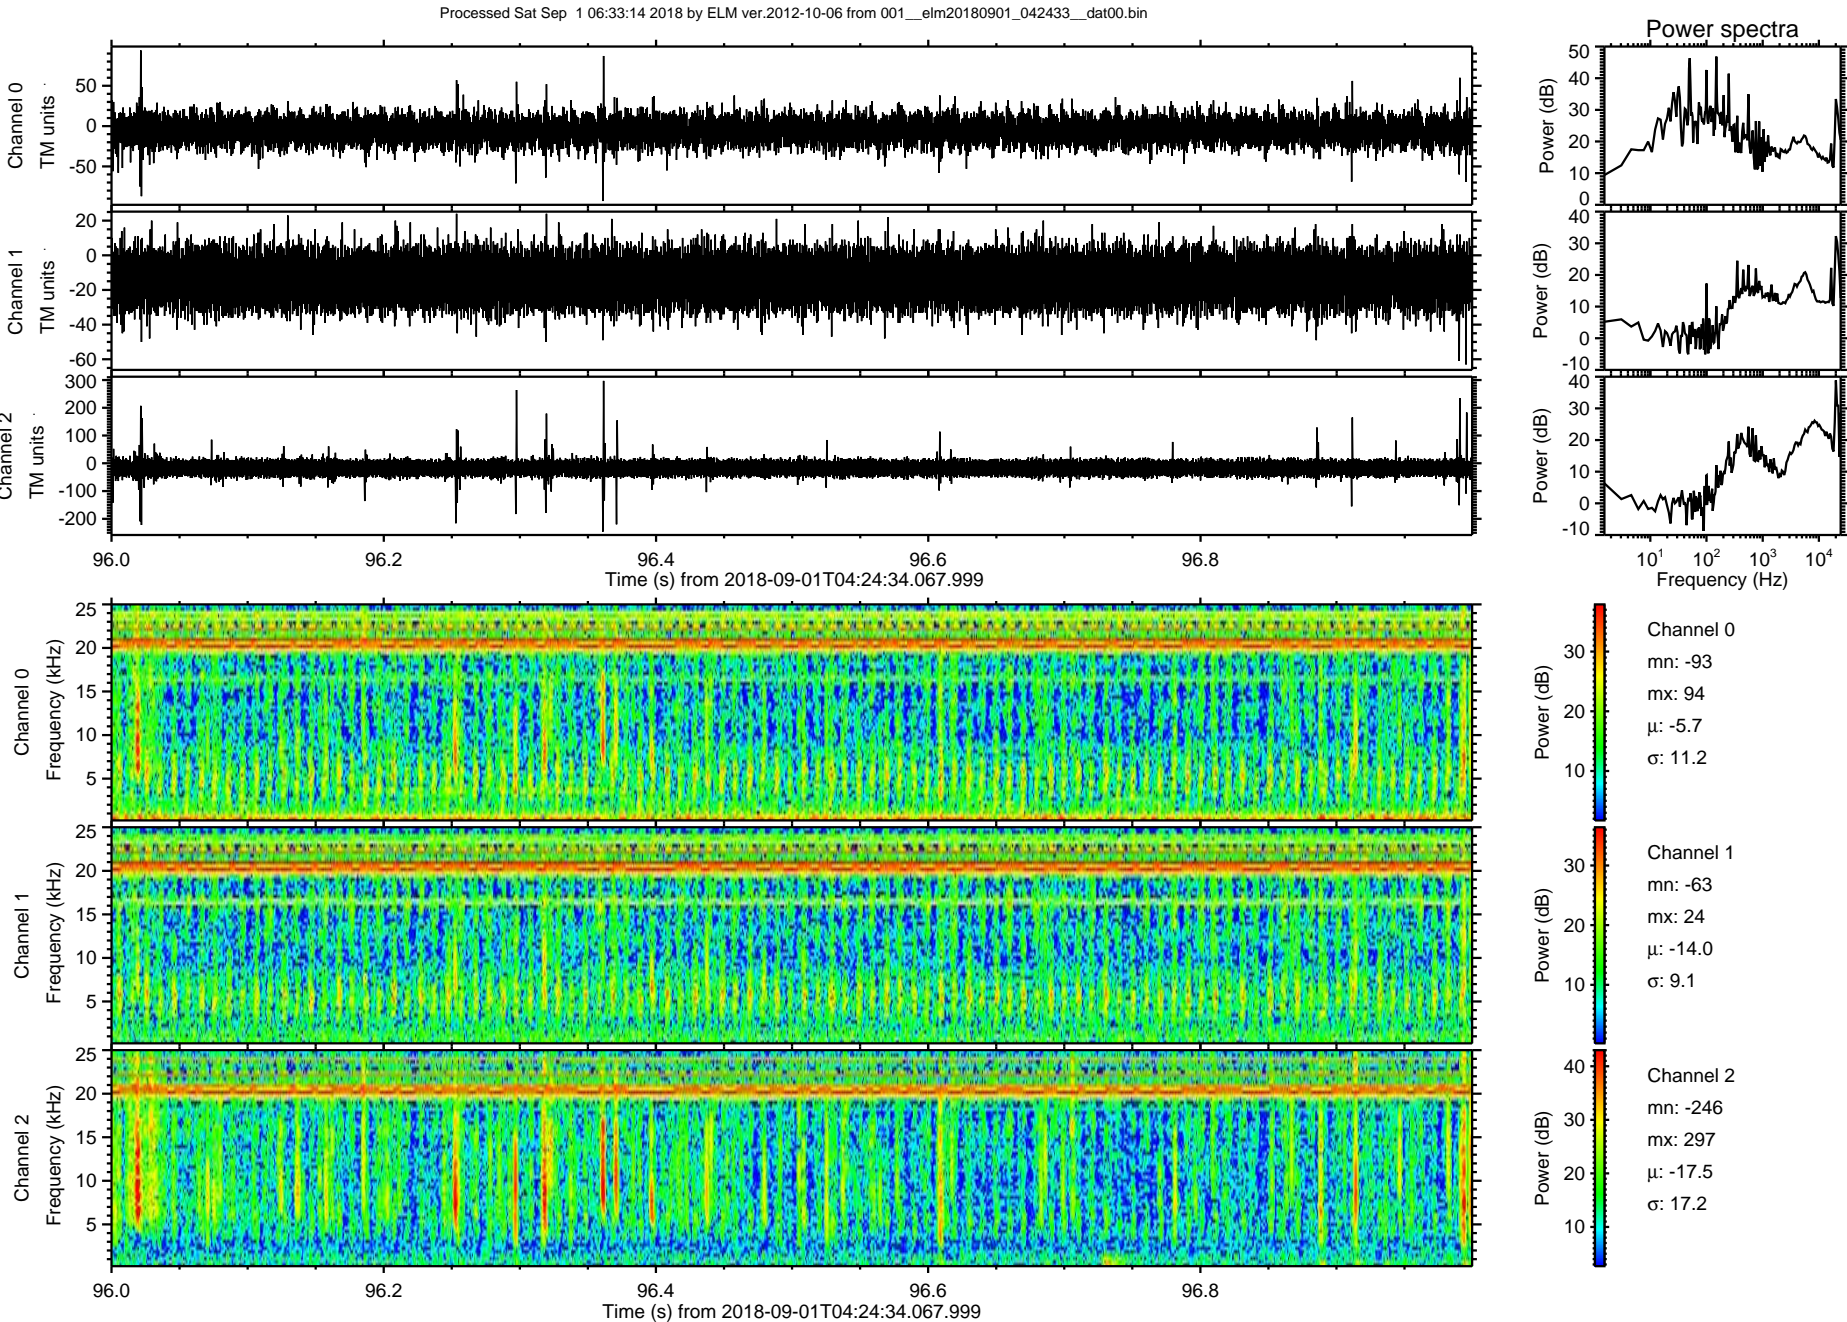 Processed Sat Sep  1 06:33:14 2018 by ELM ver.2012-10-06 from 001__elm20180901_042433__dat00.bin
Power spectra
Channel 0
TM units
50
0
-50
Power (dB)
50
40
30
20
10
0
Channel 1
TM units
20
0
-20
-40
-60
Power (dB)
40
30
20
10
0
-10
Channel 2
TM units
300
200
100
0
-100
-200
Power (dB)
40
30
20
10
0
-10
96.0 96.2 96.4 96.6 96.8
Time (s) from 2018-09-01T04:24:34.067.999
10^1 10^2 10^3 10^4
Frequency (Hz)
Channel 0
Frequency (kHz)
25
20
15
10
5
Power (dB)
30
20
10
Channel 0
mn: -93
mx: 94
μ: -5.7
σ: 11.2
Channel 1
Frequency (kHz)
25
20
15
10
5
Power (dB)
30
20
10
Channel 1
mn: -63
mx: 24
μ: -14.0
σ: 9.1
Channel 2
Frequency (kHz)
25
20
15
10
5
Power (dB)
40
30
20
10
Channel 2
mn: -246
mx: 297
μ: -17.5
σ: 17.2
96.0 96.2 96.4 96.6 96.8
Time (s) from 2018-09-01T04:24:34.067.999